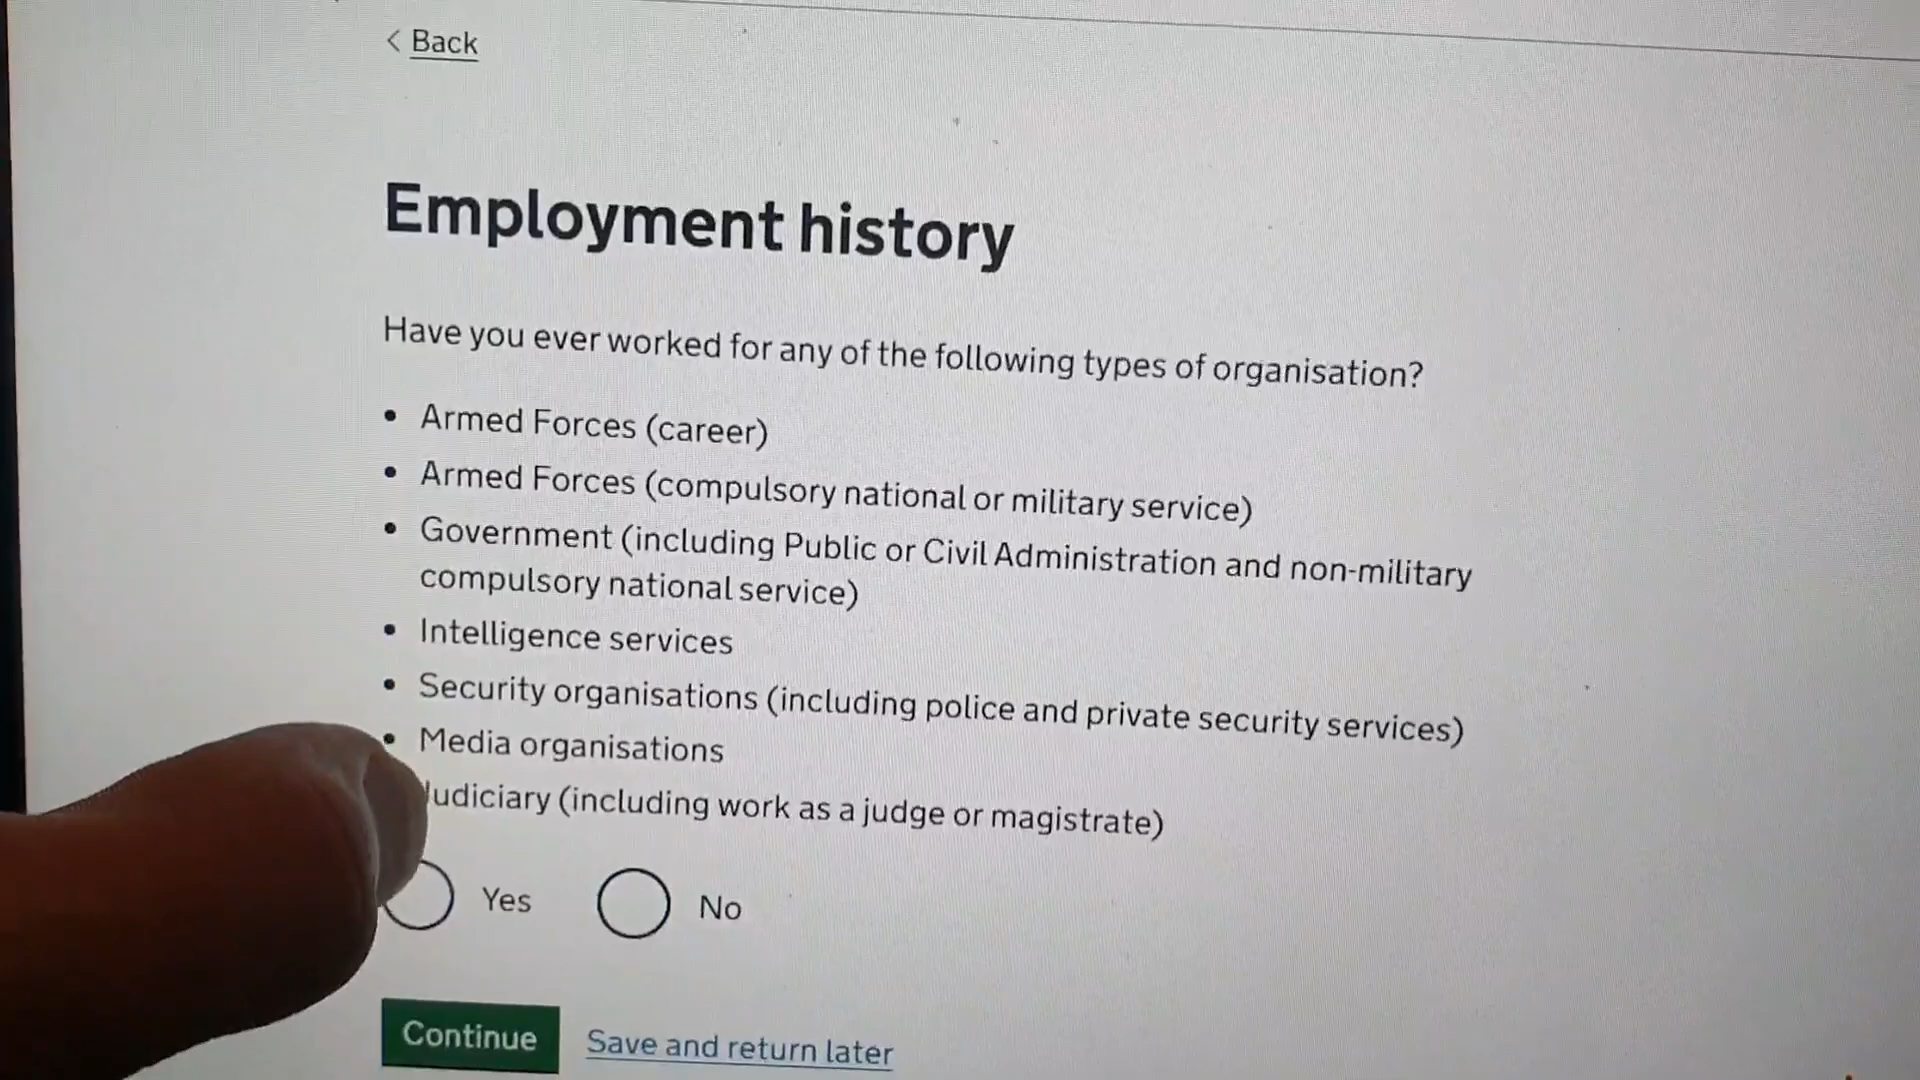 < Back
Employment history
Have you ever worked for any of the following types of organisation?
• Armed Forces (career)
• Armed Forces (compulsory national or military service)
• Government (including Public or Civil Administration and non-military
compulsory national service)
• Intelligence services
• Security organisations (including police and private security services)
• Media organisations
Judiciary (including work as a judge or magistrate)
Yes No
Continue Save and return later